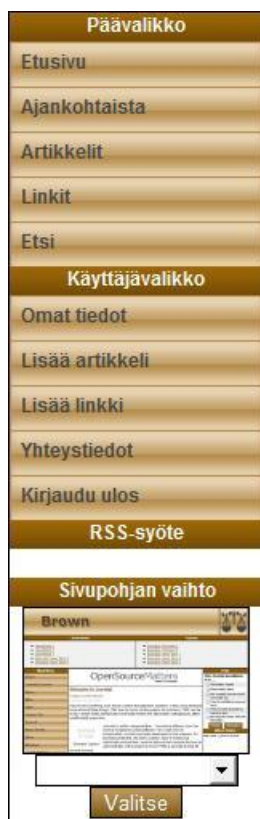 Päävalikko
Etusivu
Ajankohtaista
Artikkelit
Linkit
Etsi
Käyttäjävalikko
Omat tiedot
Lisää artikkeli
Lisää linkki
Yhteystiedot
Kirjaudu ulos
RSS-syöte
Sivupohjan vaihto
Brown
OpenSourceMatters
Valitse